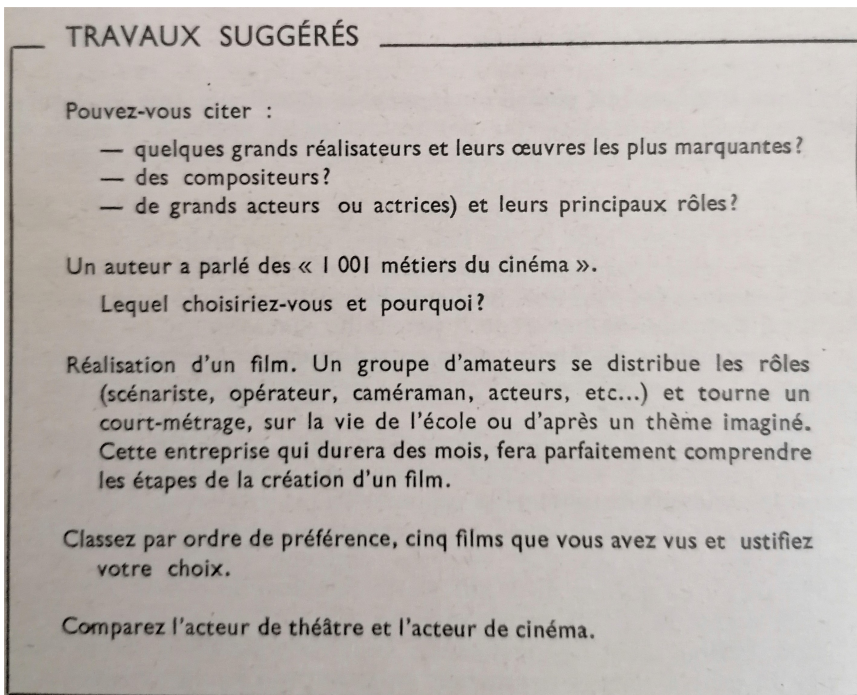 TRAVAUX SUGGÉRÉS
Pouvez-vous citer :
— quelques grands réalisateurs et leurs œuvres les plus marquantes?
— des compositeurs?
— de grands acteurs ou actrices) et leurs principaux rôles?
Un auteur a parlé des « 1 001 métiers du cinéma ».
Lequel choisiriez-vous et pourquoi?
Réalisation d'un film. Un groupe d'amateurs se distribue les rôles
(scénariste, opérateur, caméraman, acteurs, etc...) et tourne un
court-métrage, sur la vie de l'école ou d'après un thème imaginé.
Cette entreprise qui durera des mois, fera parfaitement comprendre
les étapes de la création d'un film.
Classez par ordre de préférence, cinq films que vous avez vus et ustifiez
votre choix.
Comparez l'acteur de théâtre et l'acteur de cinéma.